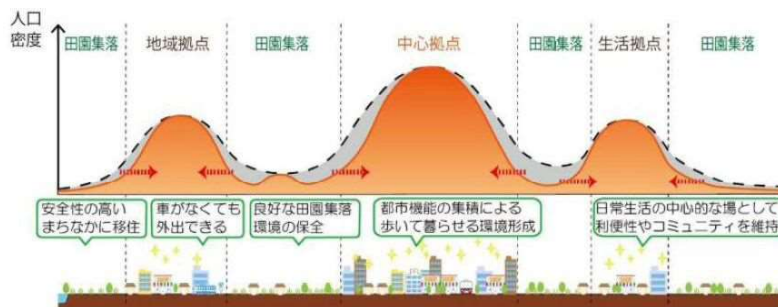 人口
密度
田園集落
地域拠点
田園集落
中心拠点
田園集落
生活拠点
田園集落
安全性の高い
まちなかに移住
車がなくても
外出できる
良好な田園集落
環境の保全
都市機能の集積による
歩いて暮らせる環境形成
日常生活の中心的な場として
利便性やコミュニティを維持